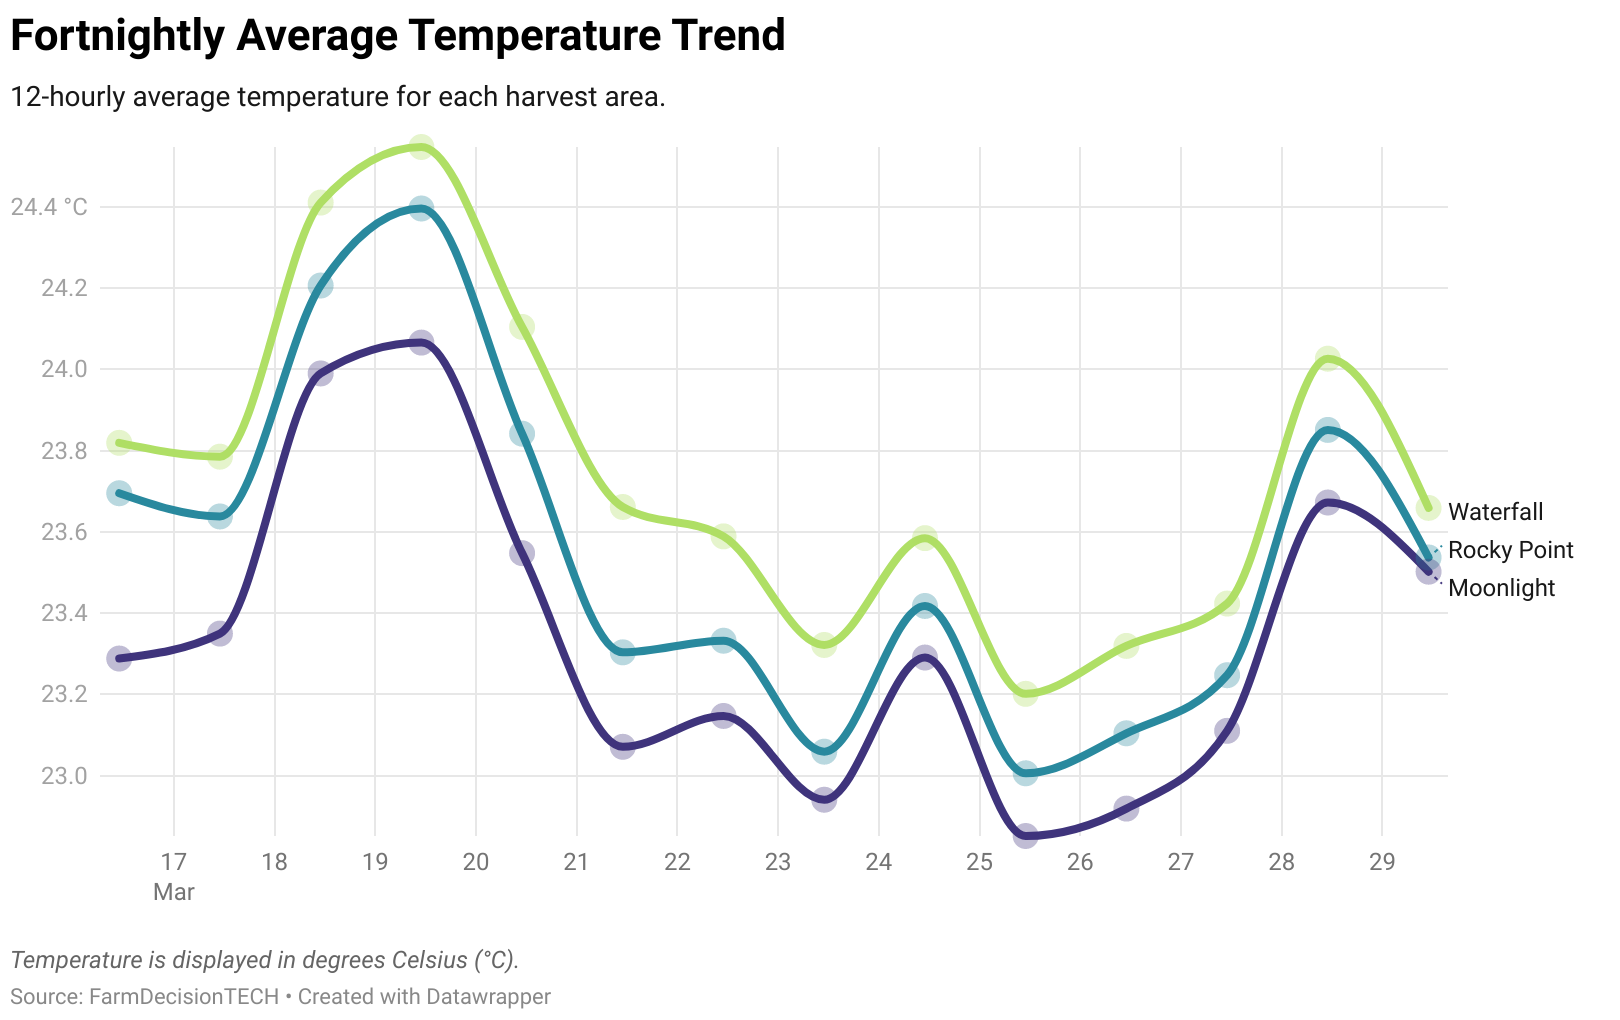 Fortnightly Average Temperature Trend
12-hourly average temperature for each harvest area.
24.4 °C
24.2
24.0
23.8
23.6
23.4
23.2
23.0
Waterfall
Rocky Point
Moonlight
17 18 19 20 21 22 23 24 25 26 27 28 29
Mar
Temperature is displayed in degrees Celsius (°C).
Source: FarmDecisionTECH • Created with Datawrapper